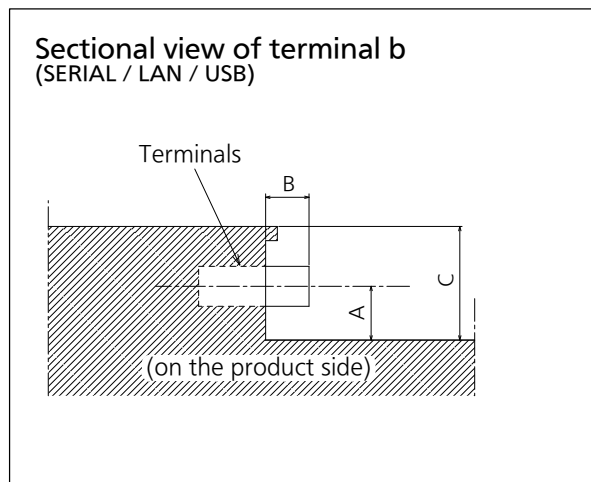 Sectional view of terminal b
(SERIAL / LAN / USB)
Terminals
B
C
A
(on the product side)